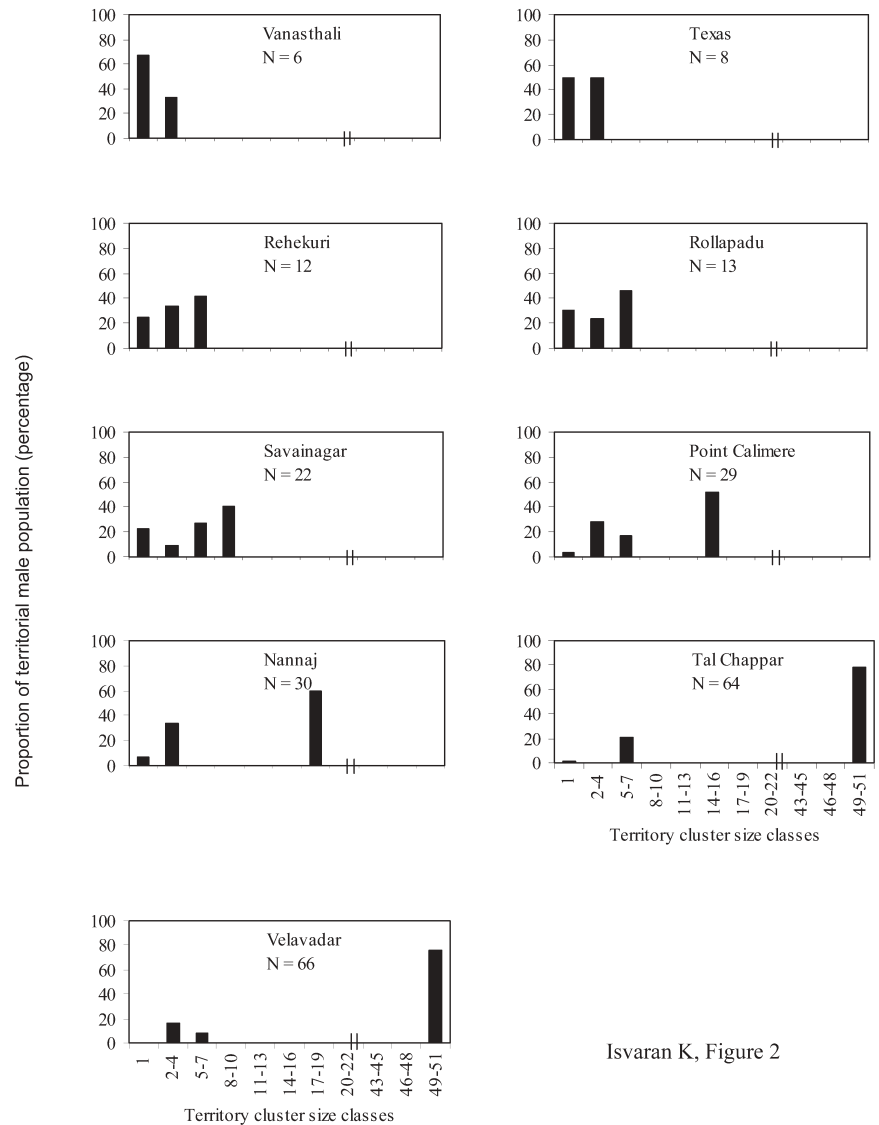 Proportion of territorial male population (percentage)
100
80
60
40
20
0
Vanasthali
N = 6
100
80
60
40
20
0
Texas
N = 8
100
80
60
40
20
0
Rehekuri
N = 12
100
80
60
40
20
0
Rollapadu
N = 13
100
80
60
40
20
0
Savainagar
N = 22
100
80
60
40
20
0
Point Calimere
N = 29
100
80
60
40
20
0
Nannaj
N = 30
100
80
60
40
20
0
Tal Chappar
N = 64
1 2-4 5-7 8-10 11-13 14-16 17-19 20-22 43-45 46-48 49-51
Territory cluster size classes
100
80
60
40
20
0
Velavadar
N = 66
1 2-4 5-7 8-10 11-13 14-16 17-19 20-22 43-45 46-48 49-51
Territory cluster size classes
Isvaran K, Figure 2